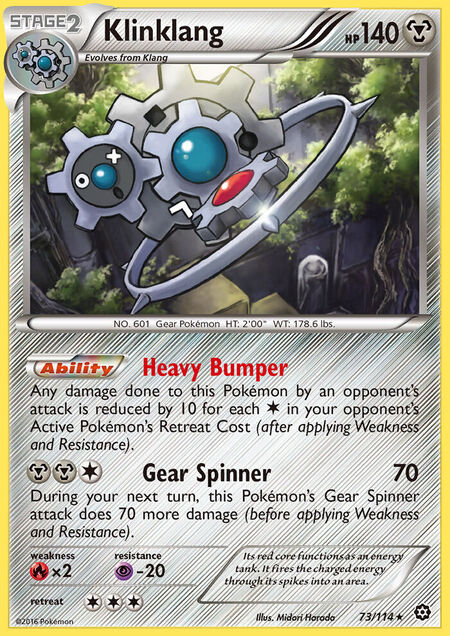 STAGE2
Klinklang
HP140
Evolves from Klang
NO. 601 Gear Pokémon HT: 2'00" WT: 178.6 lbs.
Ability Heavy Bumper
Any damage done to this Pokémon by an opponent's
attack is reduced by 10 for each in your opponent's
Active Pokémon's Retreat Cost (after applying Weakness
and Resistance).
Gear Spinner 70
During your next turn, this Pokémon's Gear Spinner
attack does 70 more damage (before applying Weakness
and Resistance).
weakness resistance
×2 -20
retreat
Its red core functions as an energy
tank. It fires the charged energy
through its spikes into an area.
©2016 Pokémon
Illus. Midori Harada
73/114 ★